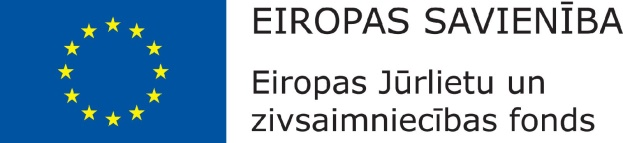 EIROPAS SAVIENĪBA
Eiropas Jūrlietu un
zivsaimniecības fonds